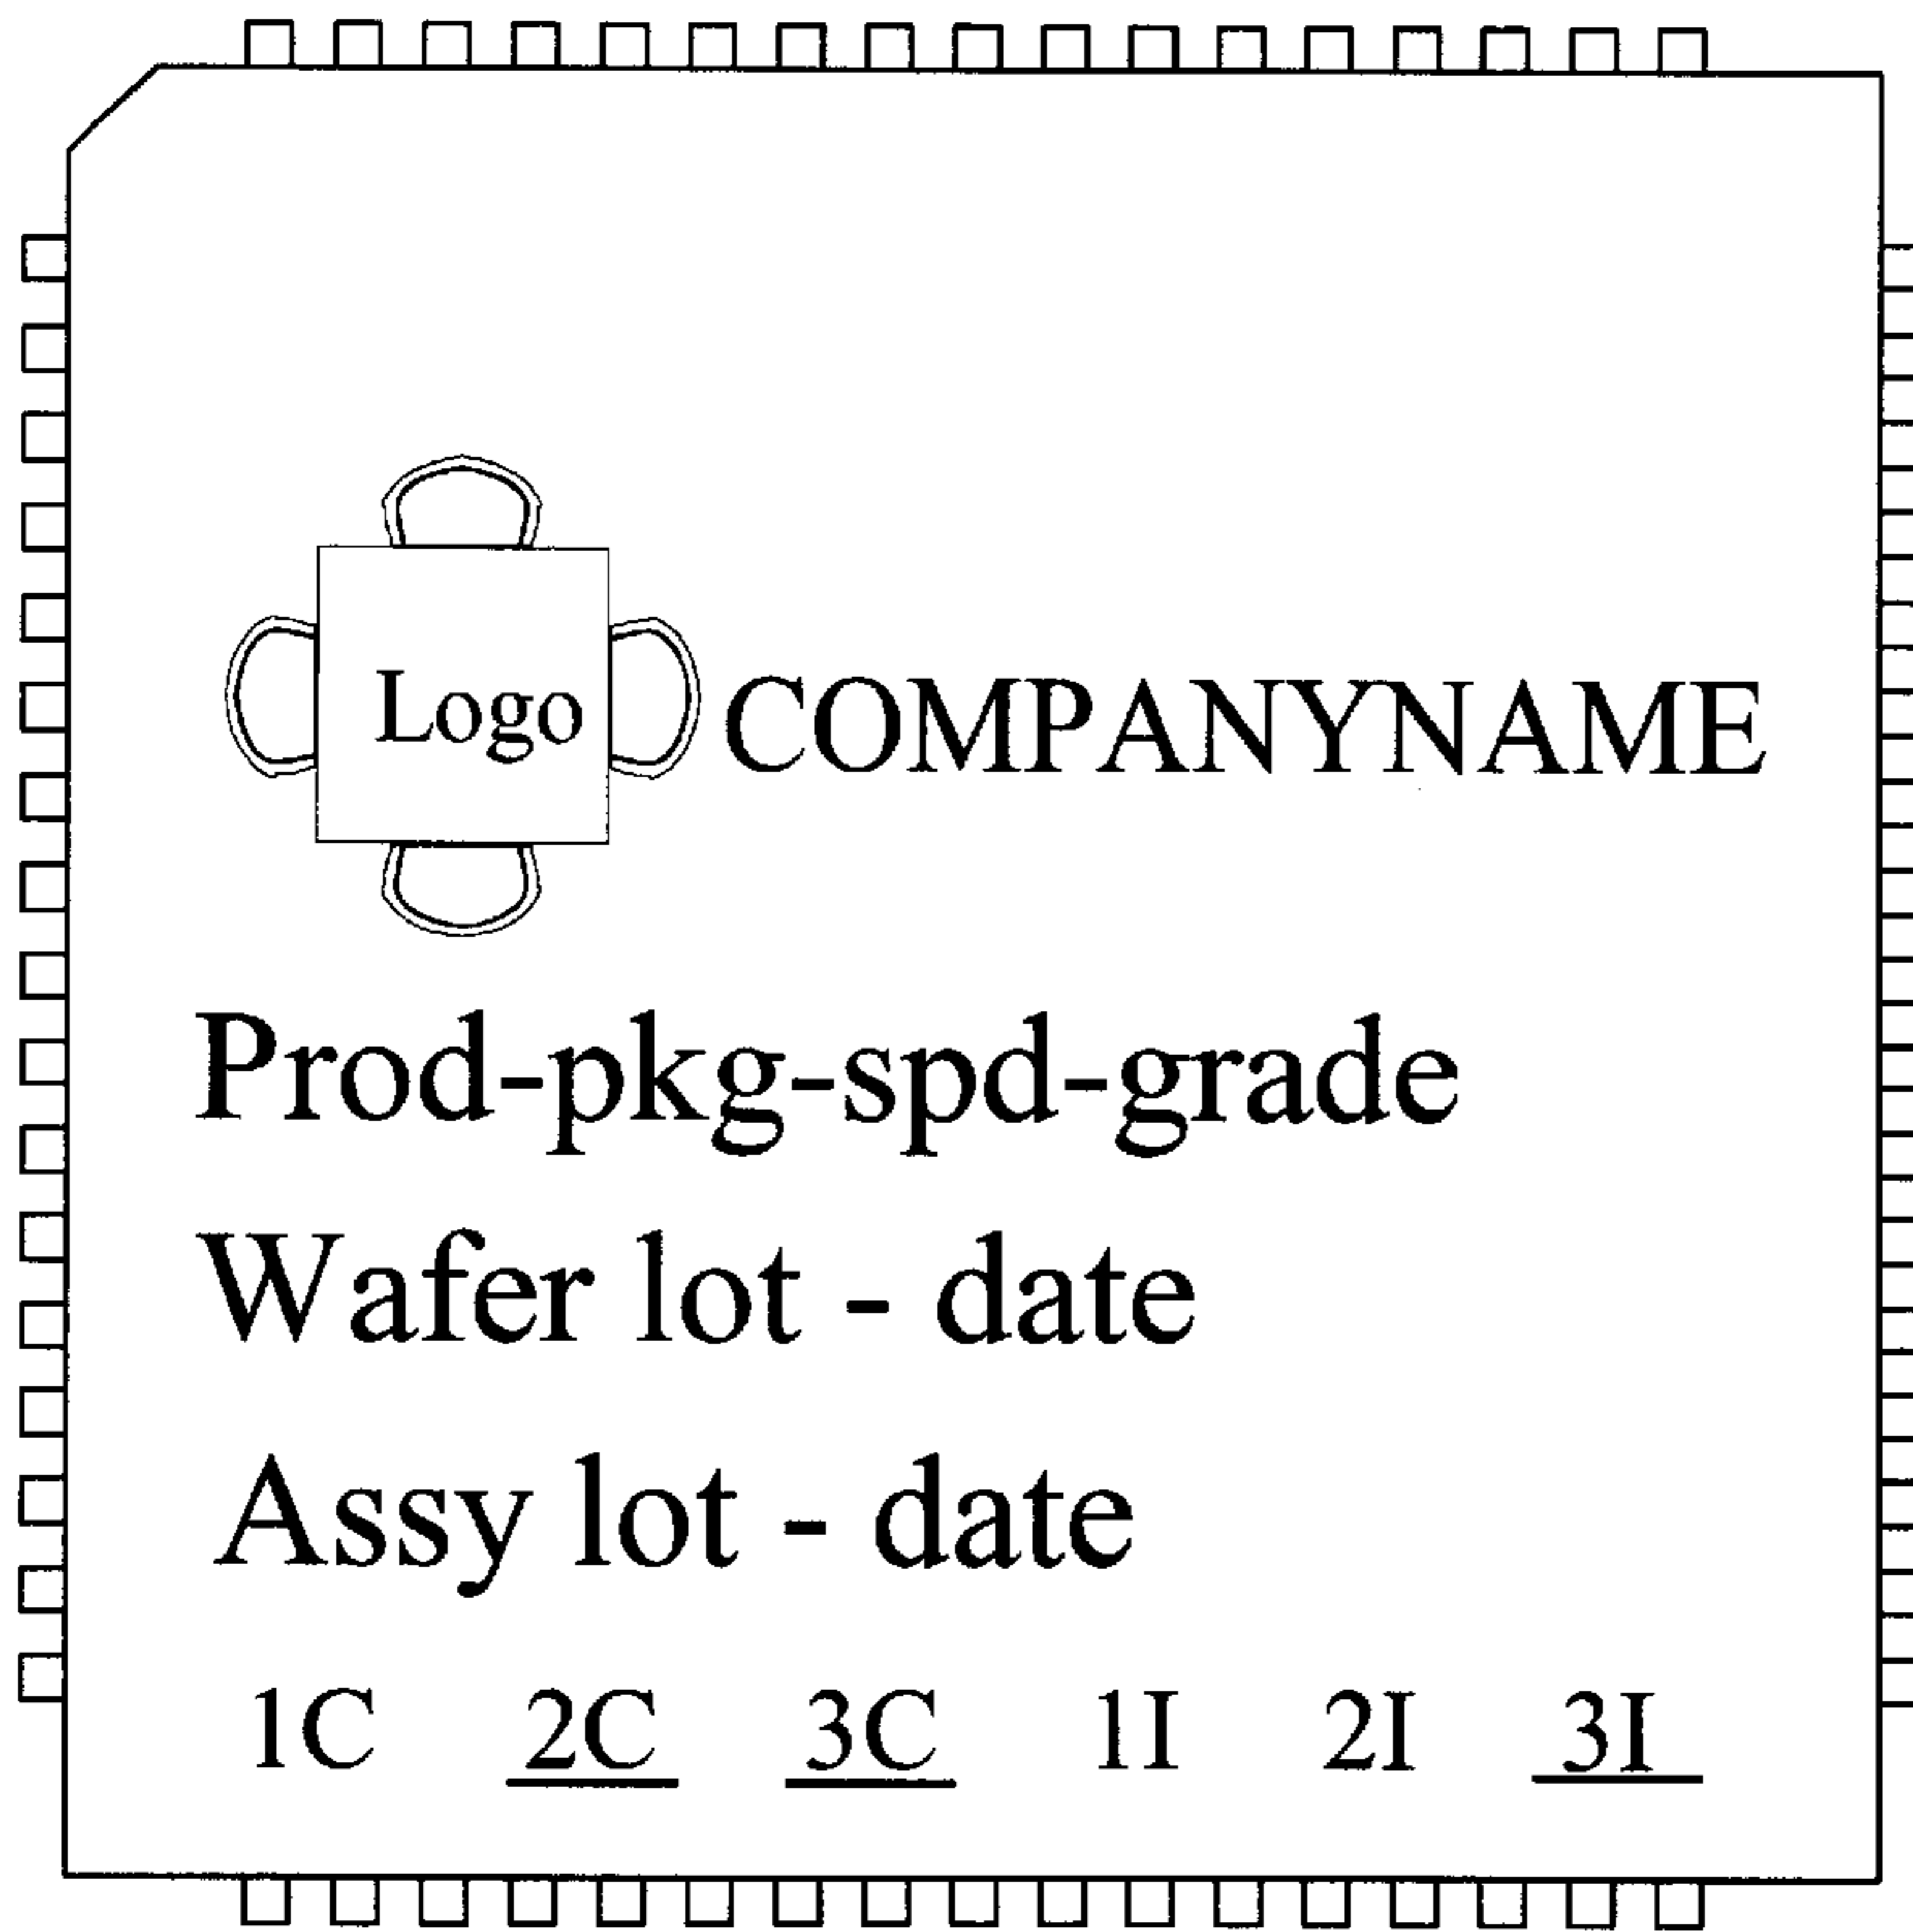 Logo COMPANYNAME
Prod-pkg-spd-grade
Wafer lot - date
Assy lot - date
1C 2C 3C 1I 2I 3I